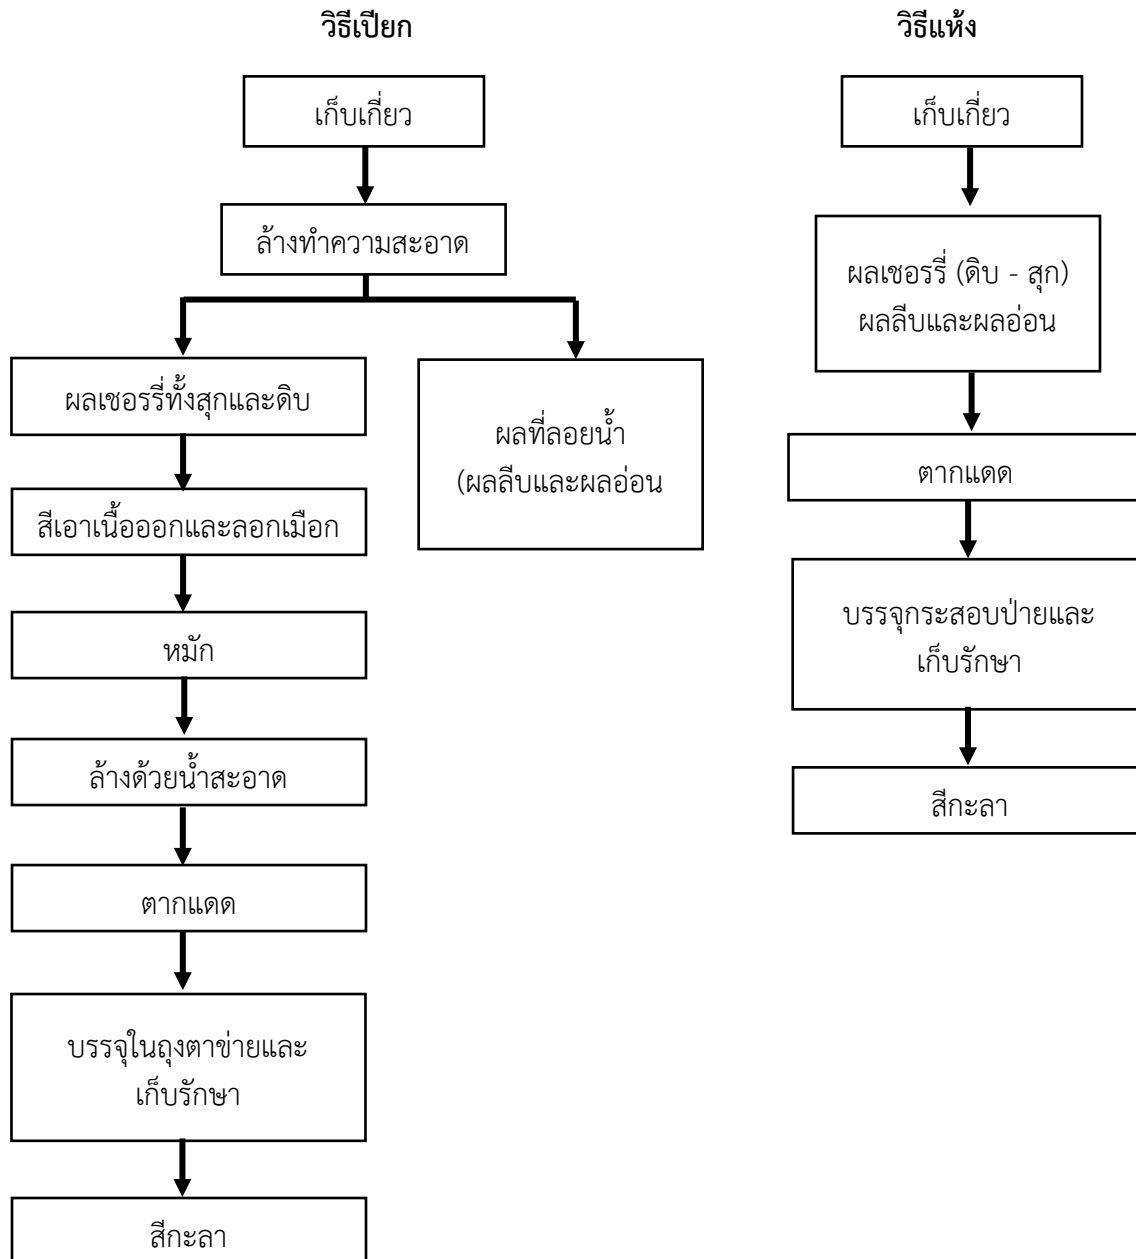 วิธีเปียก
เก็บเกี่ยว
ล้างทำความสะอาด
ผลเชอรรี่ทั้งสุกและดิบ
ผลที่ลอยน้ำ
(ผลลีบและผลอ่อน
สีเอาเนื้อออกและลอกเมือก
หมัก
ล้างด้วยน้ำสะอาด
ตากแดด
บรรจุในถุงตาข่ายและ
เก็บรักษา
สีกะลา
วิธีแห้ง
เก็บเกี่ยว
ผลเชอรรี่ (ดิบ - สุก)
ผลลีบและผลอ่อน
ตากแดด
บรรจุกระสอบป่ายและ
เก็บรักษา
สีกะลา